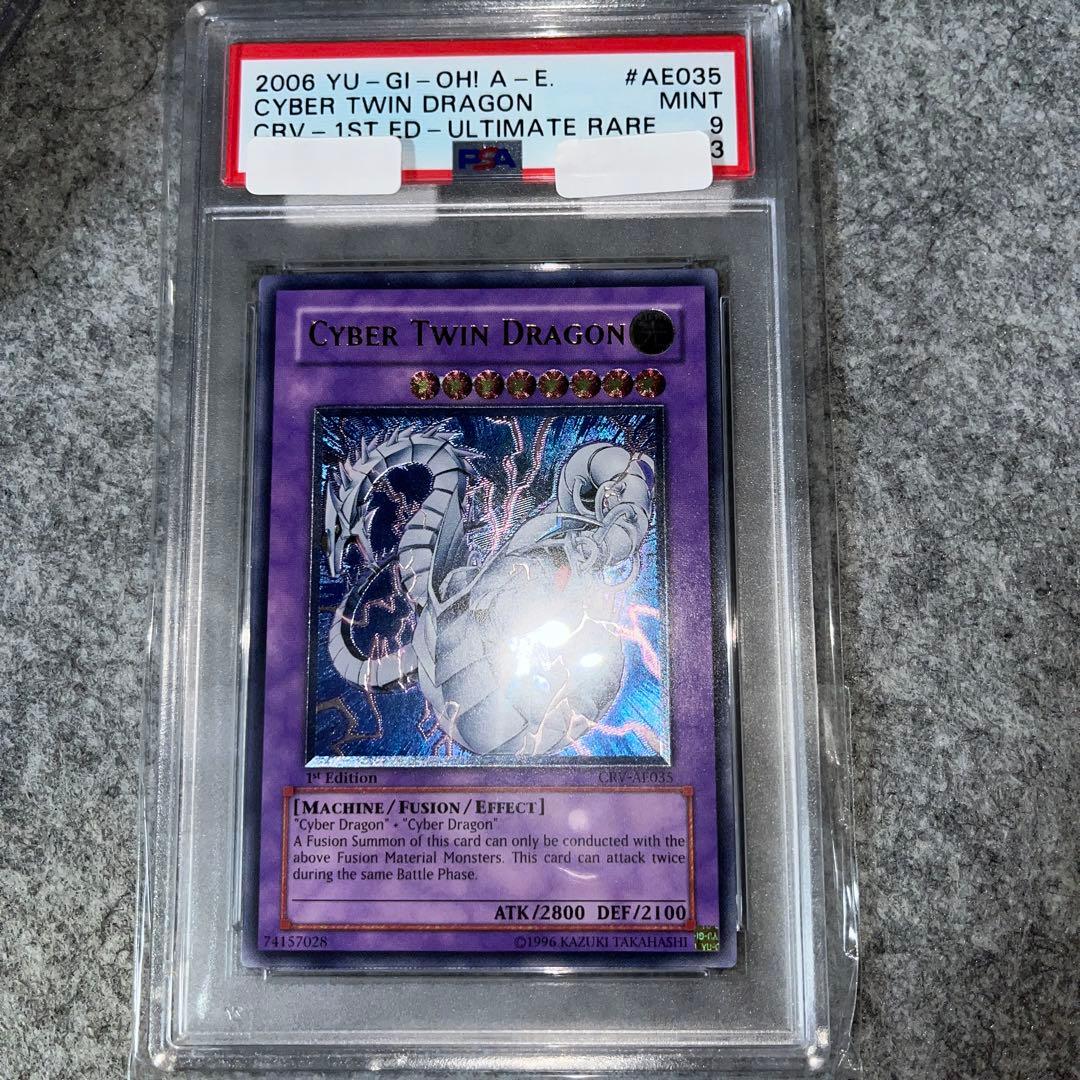 2006 YU-GI-OH! A-E. #AE035
CYBER TWIN DRAGON MINT
CRV-1ST ED-ULTIMATE RARE 9
PSA 3
CYBER TWIN DRAGON
1st Edition CRV-AE035
[MACHINE/FUSION/EFFECT]
"Cyber Dragon" + "Cyber Dragon"
A Fusion Summon of this card can only be conducted with the
above Fusion Material Monsters. This card can attack twice
during the same Battle Phase.
ATK/2800 DEF/2100
74157028 ©1996 KAZUKI TAKAHASHI